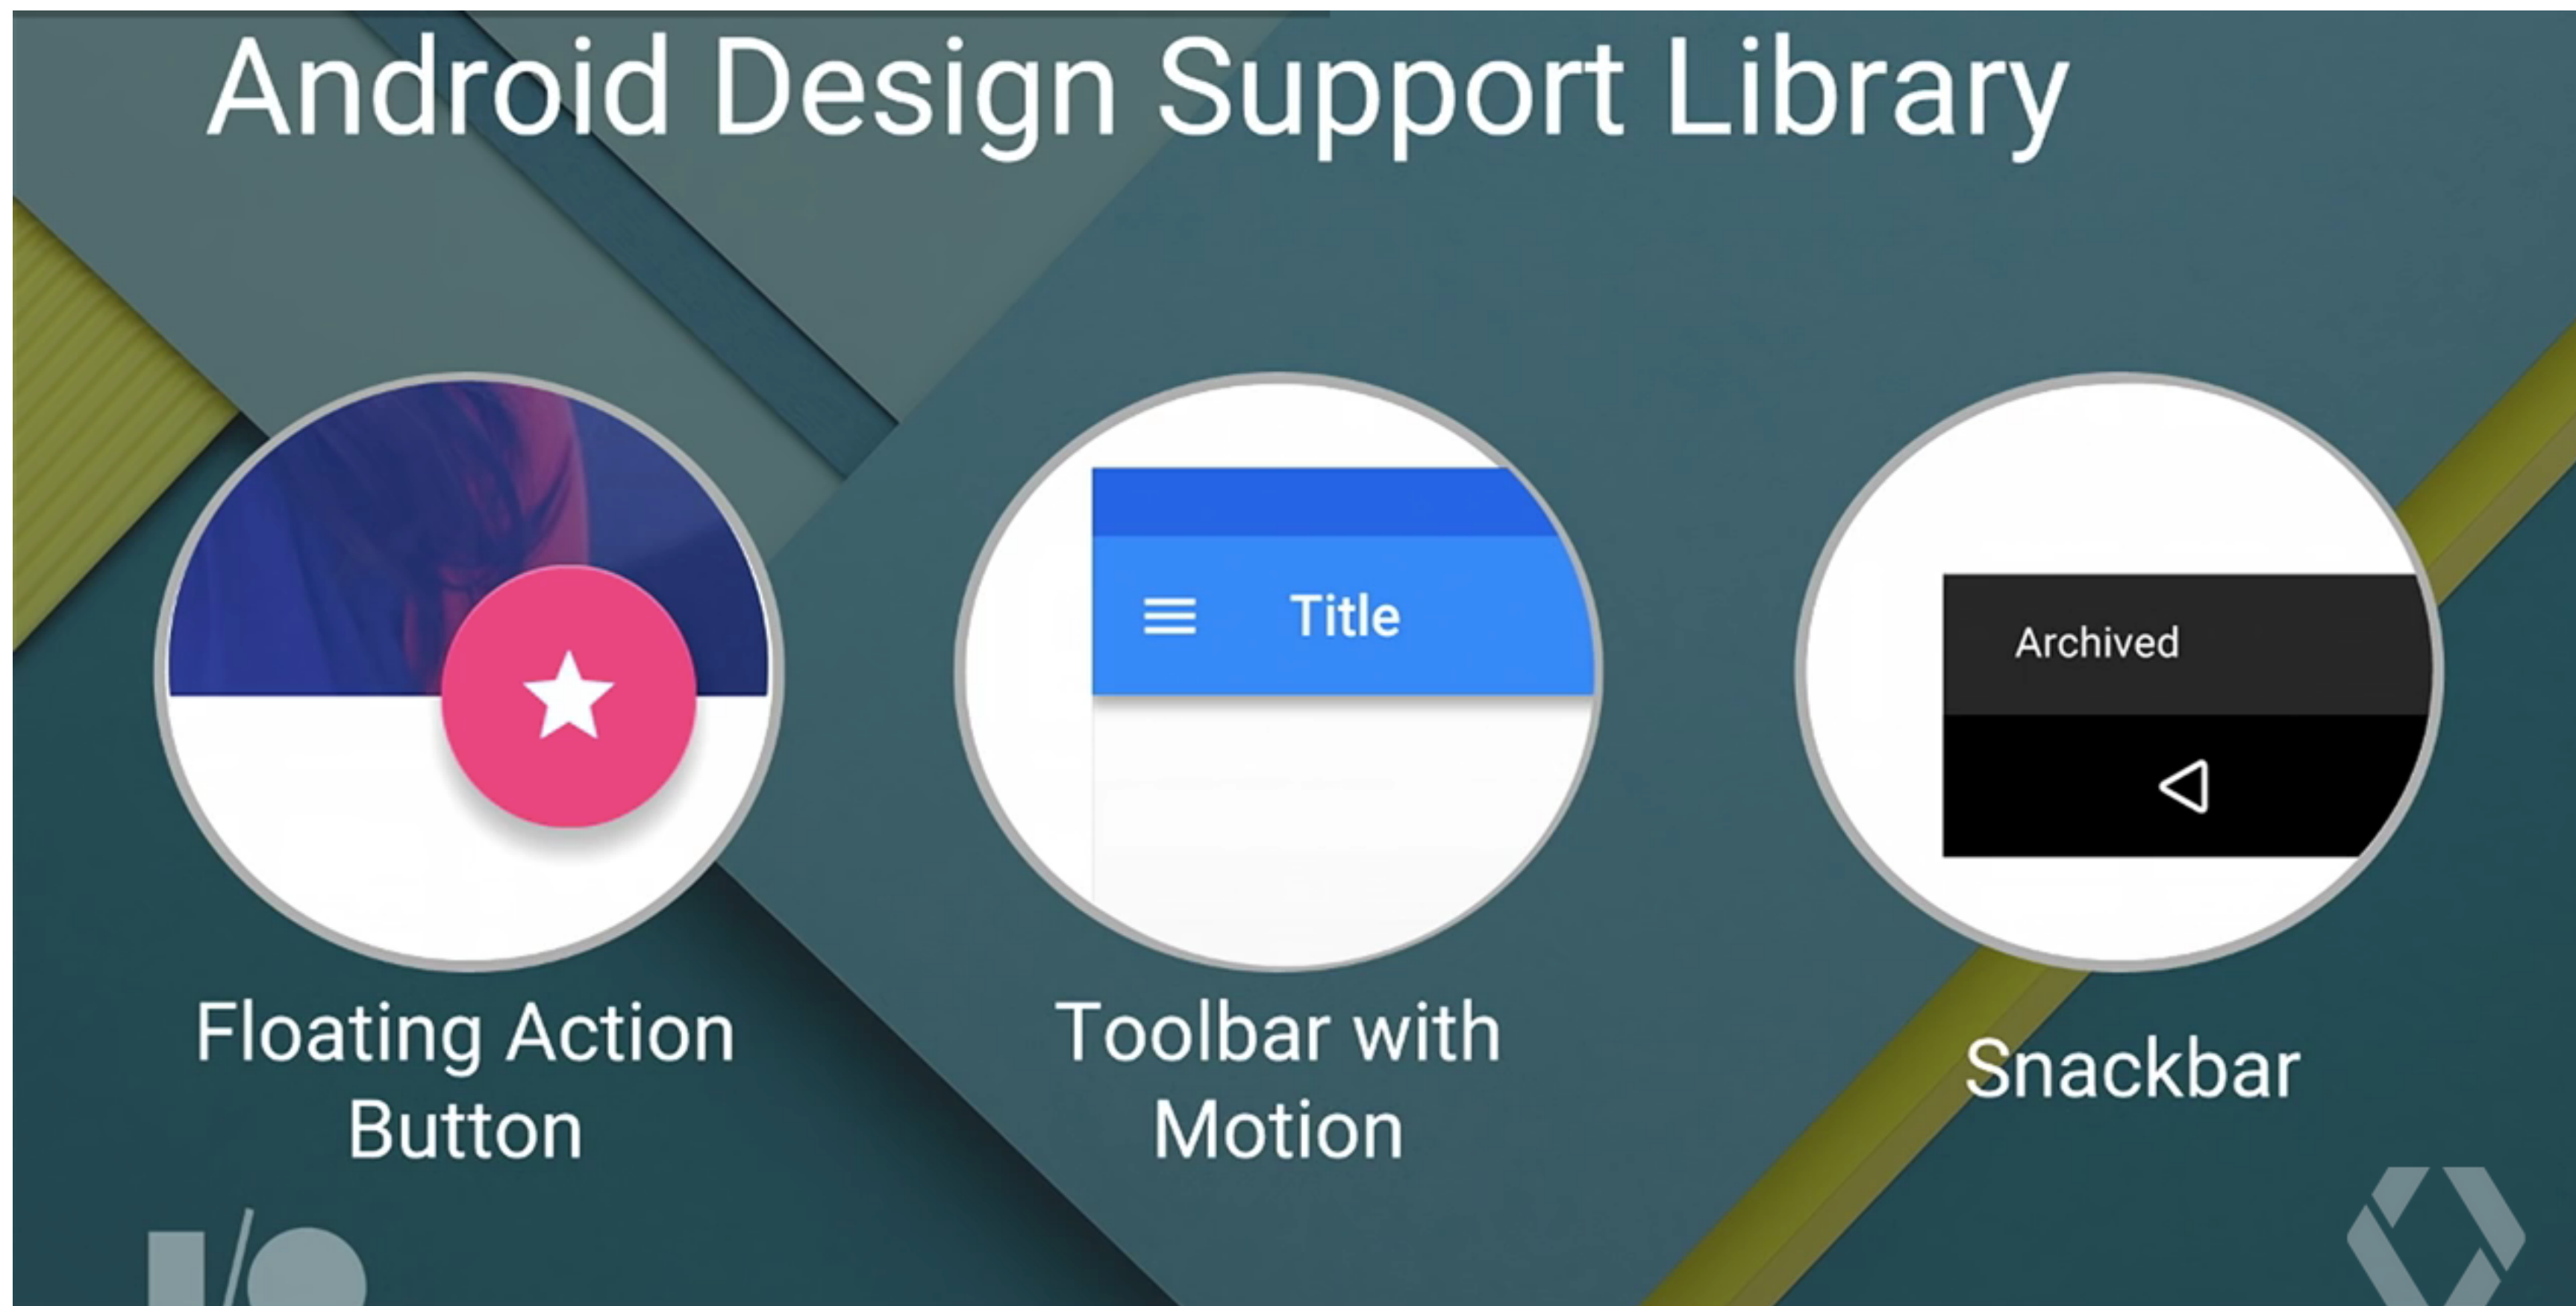 Android Design Support Library
Title
Archived
Floating Action
Button
Toolbar with
Motion
Snackbar
I/O